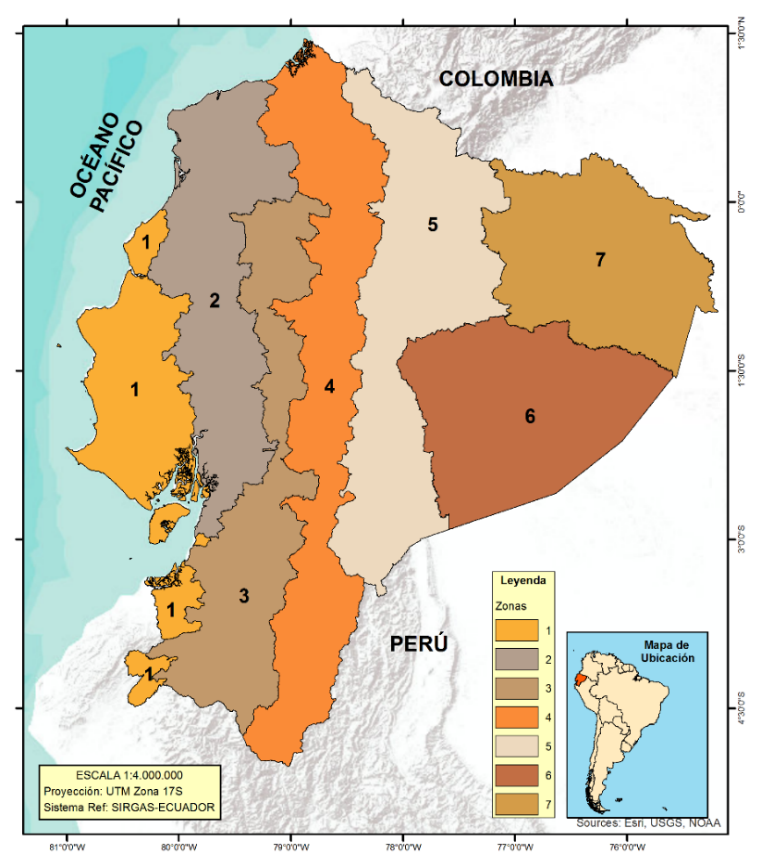 1°30'0"N
COLOMBIA
OCÉANO
PACÍFICO
0°0'0"
1
5
7
2
1
4
1°30'0"S
6
3°0'0"S
Leyenda
Zonas
1
2
3
4
5
6
7
3
1
PERÚ
Mapa de
Ubicación
1
4°30'0"S
ESCALA 1:4.000.000
Proyección: UTM Zona 17S
Sistema Ref: SIRGAS-ECUADOR
Sources: Esri, USGS, NOAA
81°0'0"W
80°0'0"W
79°0'0"W
78°0'0"W
77°0'0"W
76°0'0"W